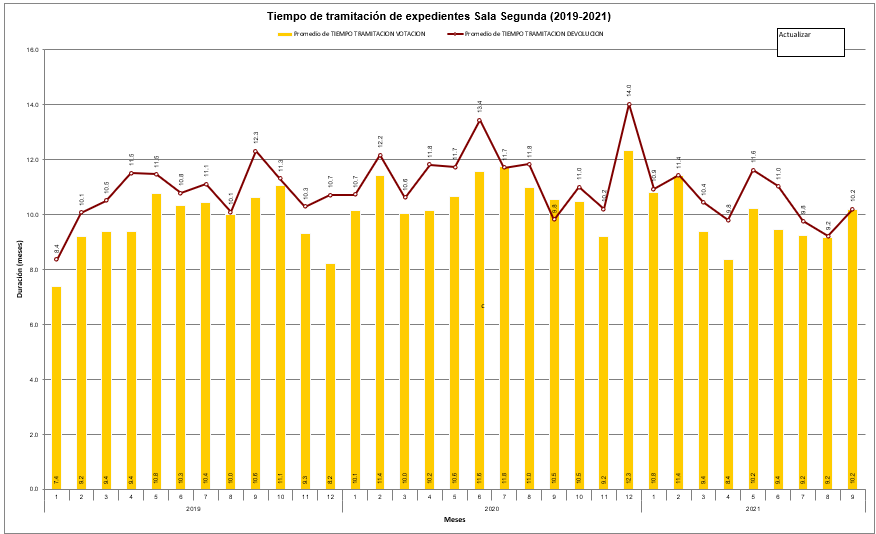 Tiempo de tramitación de expedientes Sala Segunda (2019-2021)
Promedio de TIEMPO TRAMITACION VOTACION Promedio de TIEMPO TRAMITACION DEVOLUCION
Actualizar
16.0
14.0
12.0
10.0
8.0
6.0
4.0
2.0
0.0
Duración (meses)
8.4 10.1 10.5 11.5 11.5 10.8 11.1 10.1 12.3 11.3 10.3 10.7 10.7 12.2 10.6 11.8 11.7 13.4 11.7 11.8 9.8 11.0 10.2 14.0 10.9 11.4 10.4 9.8 11.6 11.0 9.8 9.2 10.2
c
7.4 9.2 9.4 9.4 10.8 10.3 10.4 10.0 10.6 11.1 9.3 8.2 10.1 11.4 10.0 10.2 10.6 11.6 11.8 11.0 10.5 10.5 9.2 12.3 10.8 11.4 9.4 8.4 10.2 9.4 9.2 9.2 10.2
1 2 3 4 5 6 7 8 9 10 11 12 1 2 3 4 5 6 7 8 9 10 11 12 1 2 3 4 5 6 7 8 9
2019 2020 2021
Meses